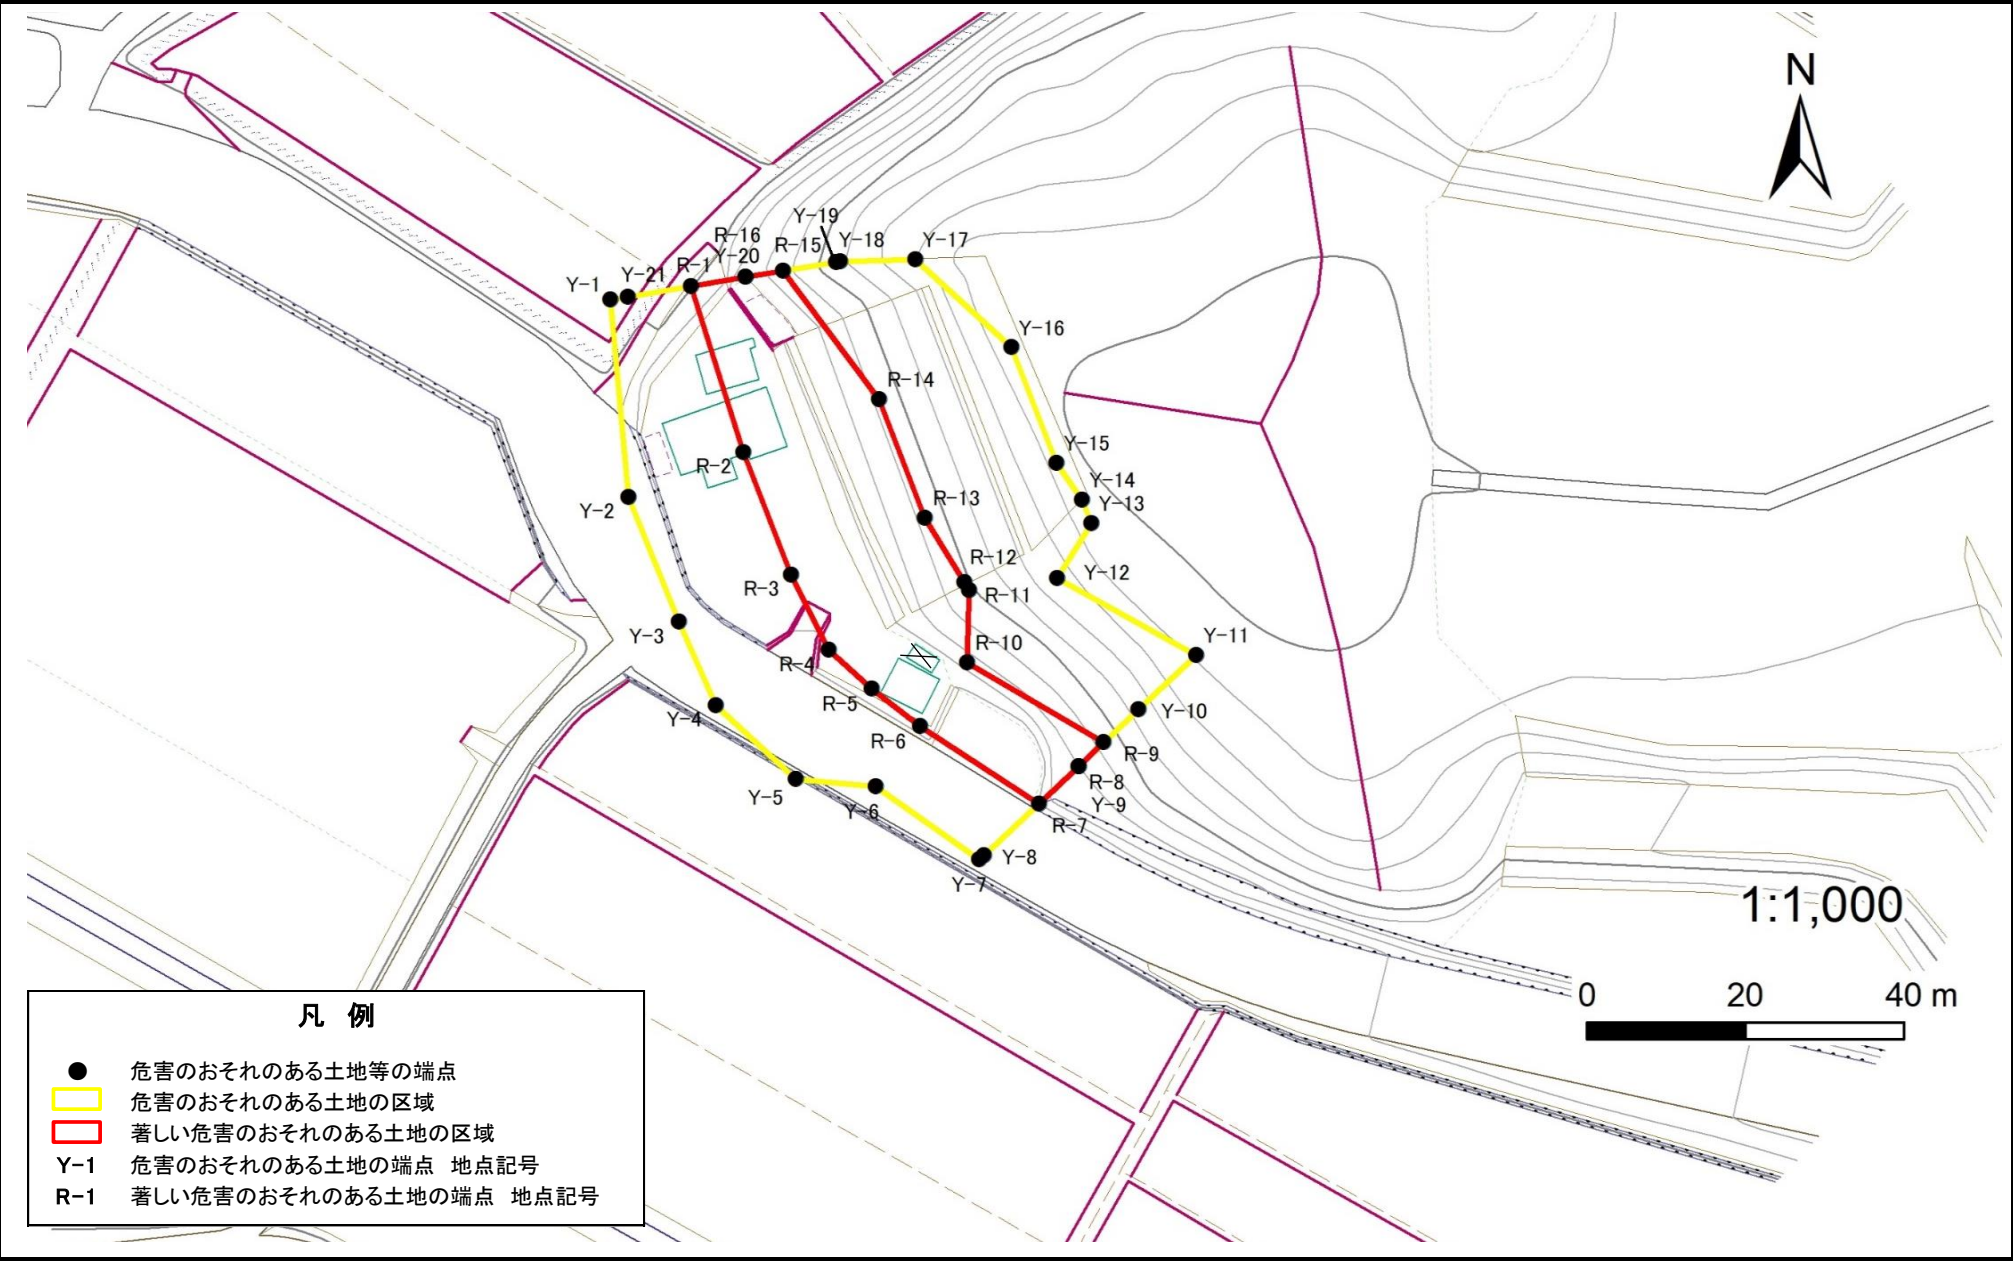 N
Y-19
R-16
Y-18
Y-17
R-15
Y-20
R-1
Y-21
Y-1
Y-16
R-14
Y-15
R-2
Y-14
R-13
Y-13
Y-2
R-12
Y-12
R-3
R-11
Y-3
Y-11
R-10
R-4
R-5
Y-4
Y-10
R-6
R-9
R-8
Y-5
Y-9
Y-6
R-7
Y-8
Y-7
1:1,000
0 20 40 m
凡 例
危害のおそれのある土地等の端点
危害のおそれのある土地の区域
著しい危害のおそれのある土地の区域
Y-1 危害のおそれのある土地の端点 地点記号
R-1 著しい危害のおそれのある土地の端点 地点記号